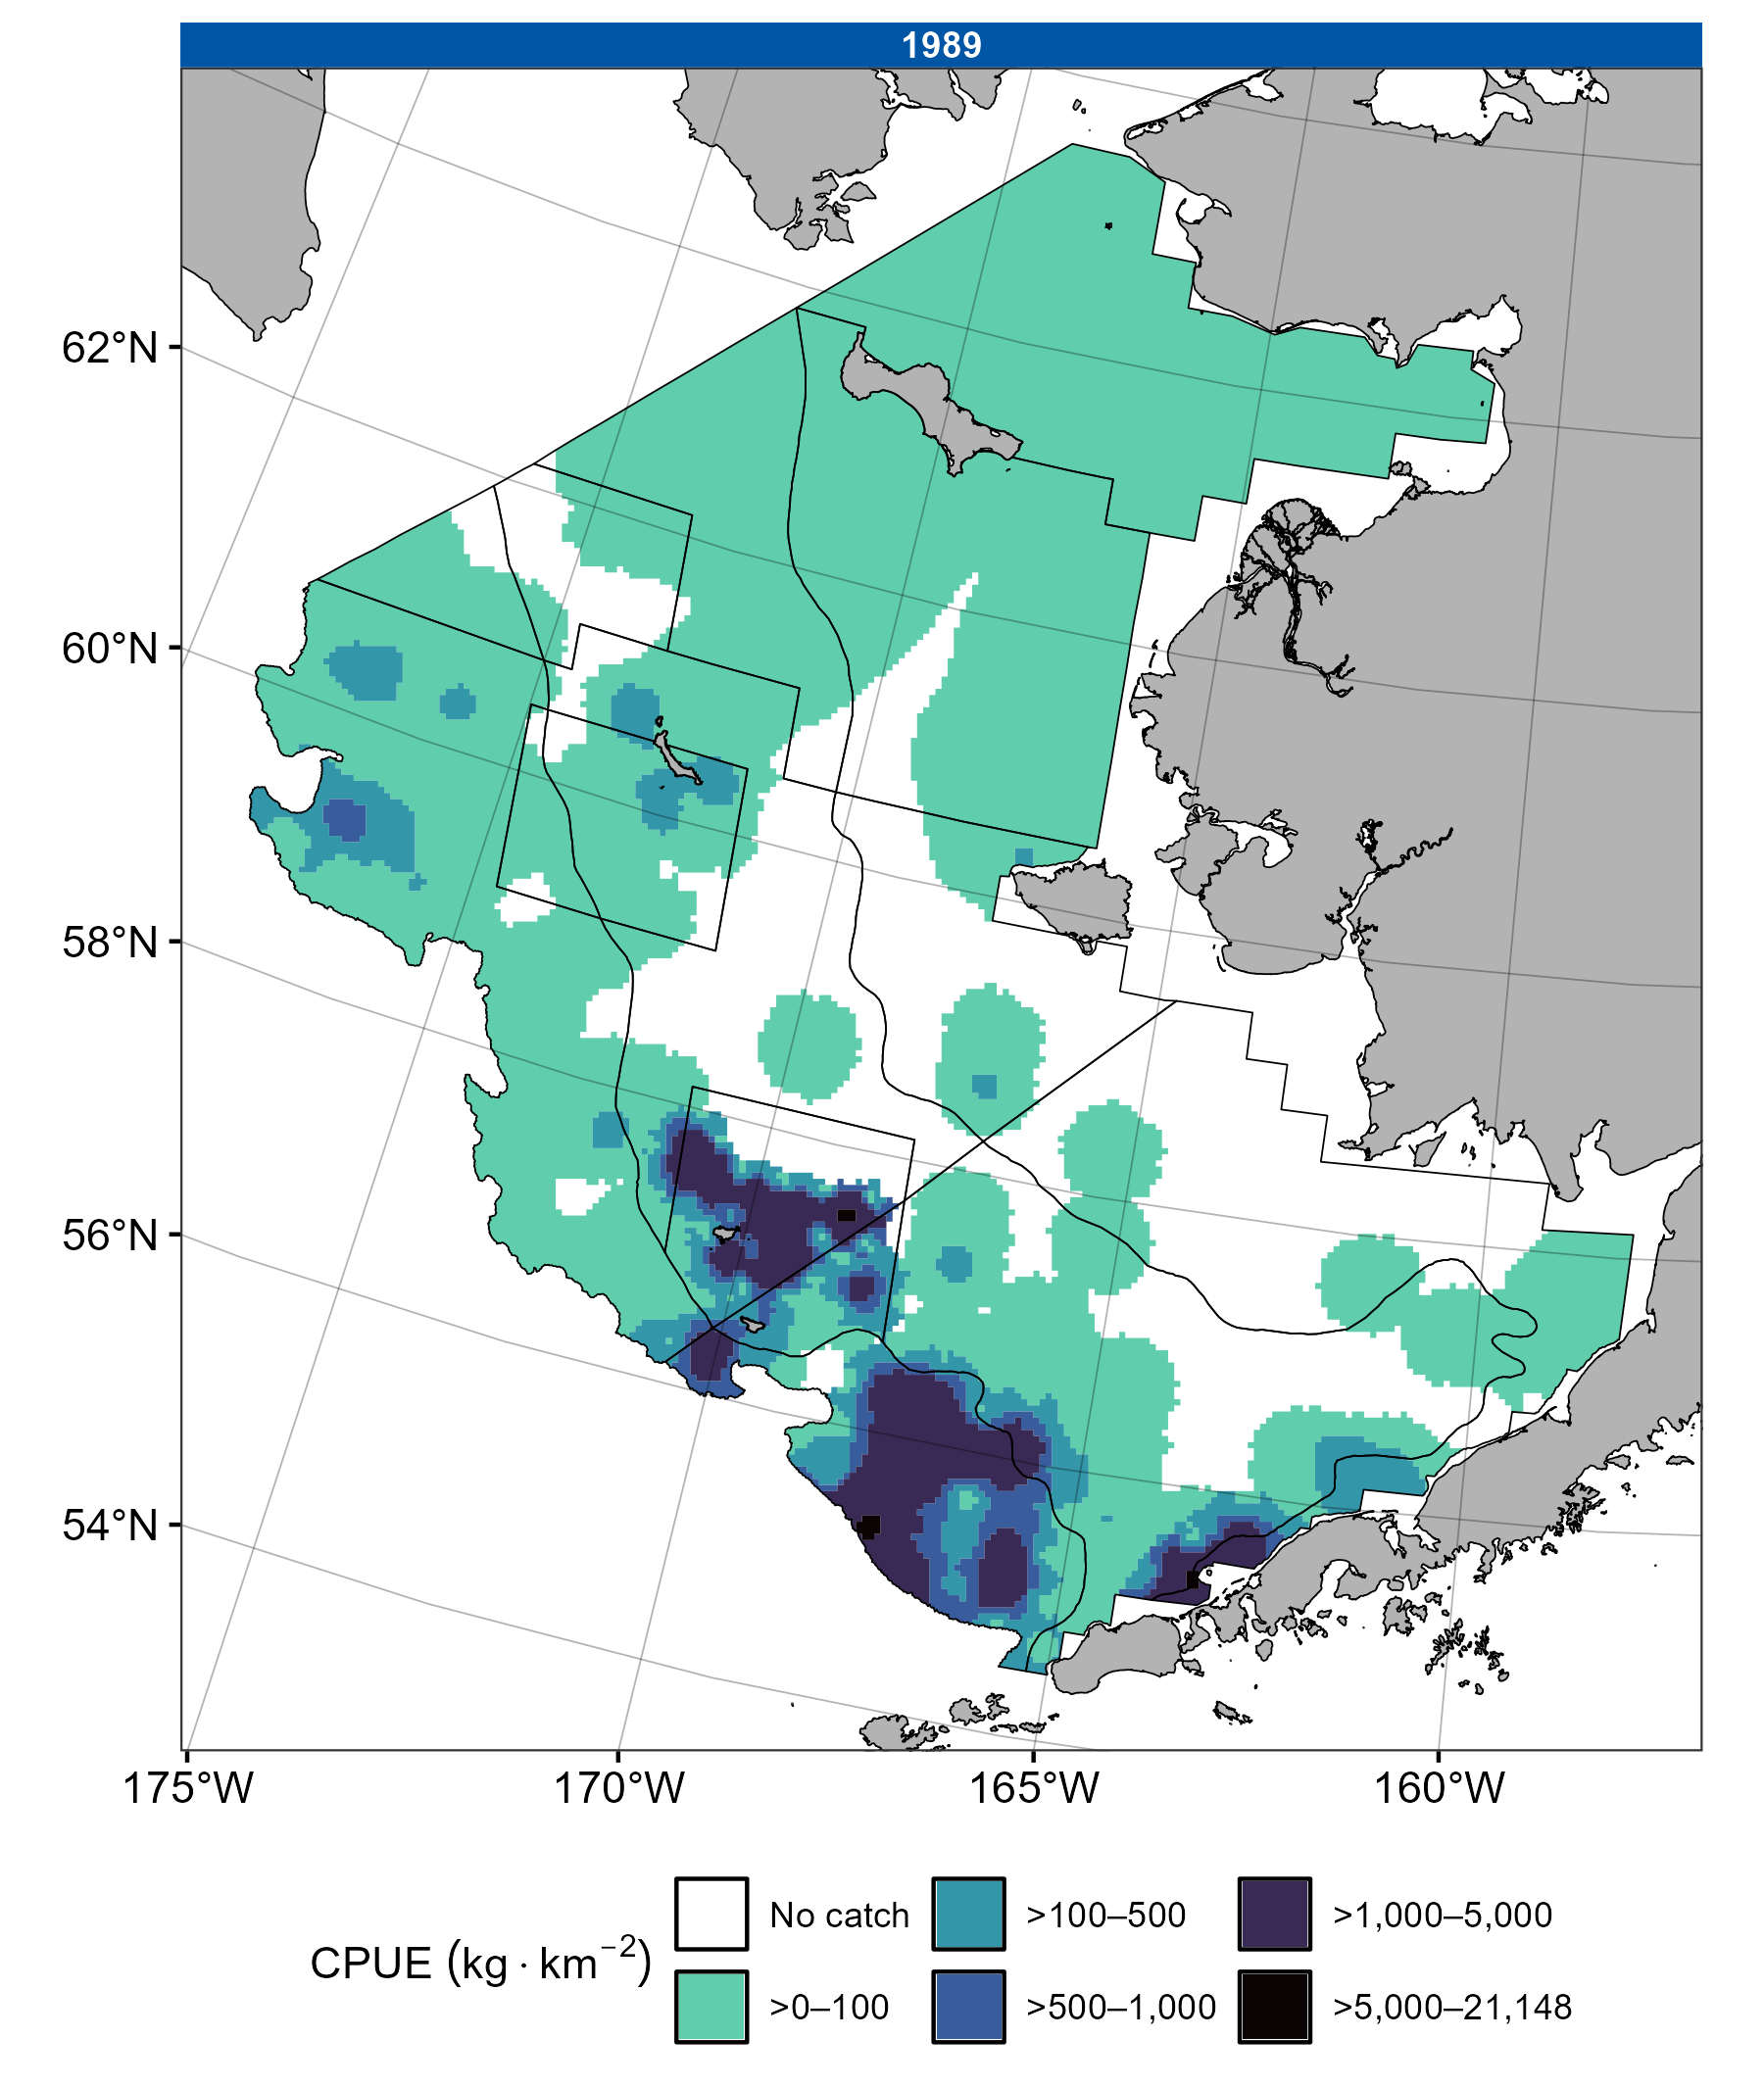 1989
62°N
60°N
58°N
56°N
54°N
175°W 170°W 165°W 160°W
CPUE (kg · km⁻²)
No catch >100–500 >1,000–5,000
>0–100 >500–1,000 >5,000–21,148